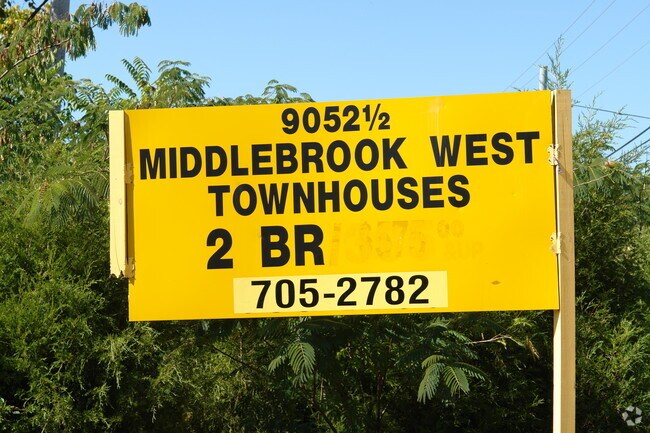 9052½
MIDDLEBROOK WEST
TOWNHOUSES
2 BR
705-2782